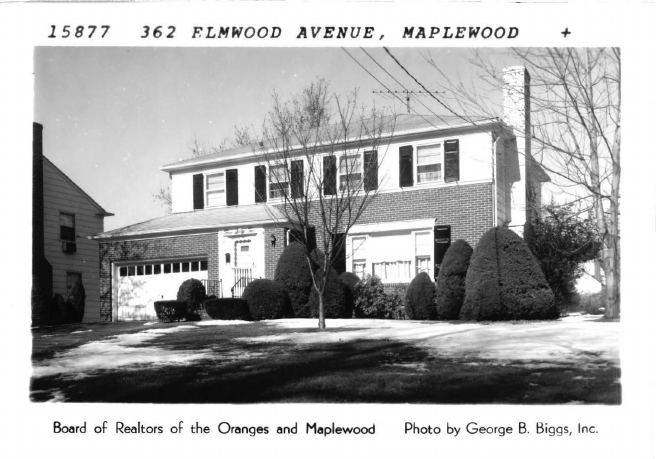 15877 362 ELMWOOD AVENUE, MAPLEWOOD +
Board of Realtors of the Oranges and Maplewood Photo by George B. Biggs, Inc.